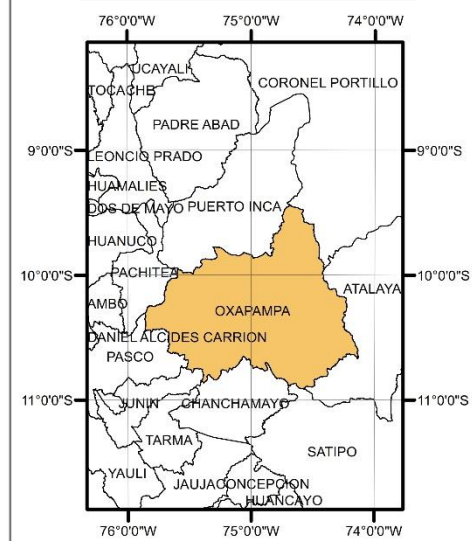 76°0'0"W 75°0'0"W 74°0'0"W
UCAYALI
CORONEL PORTILLO
TOCACHE
PADRE ABAD
9°0'0"S 9°0'0"S
LEONCIO PRADO
HUAMALIES
DOS DE MAYO PUERTO INCA
HUANUCO
PACHITEA
10°0'0"S 10°0'0"S
ATALAYA
AMBO
OXAPAMPA
DANIEL ALCIDES CARRION
PASCO
11°0'0"S 11°0'0"S
JUNIN CHANCHAMAYO
TARMA
SATIPO
YAULI
JAUJA CONCEPCION
HUANCAYO
76°0'0"W 75°0'0"W 74°0'0"W